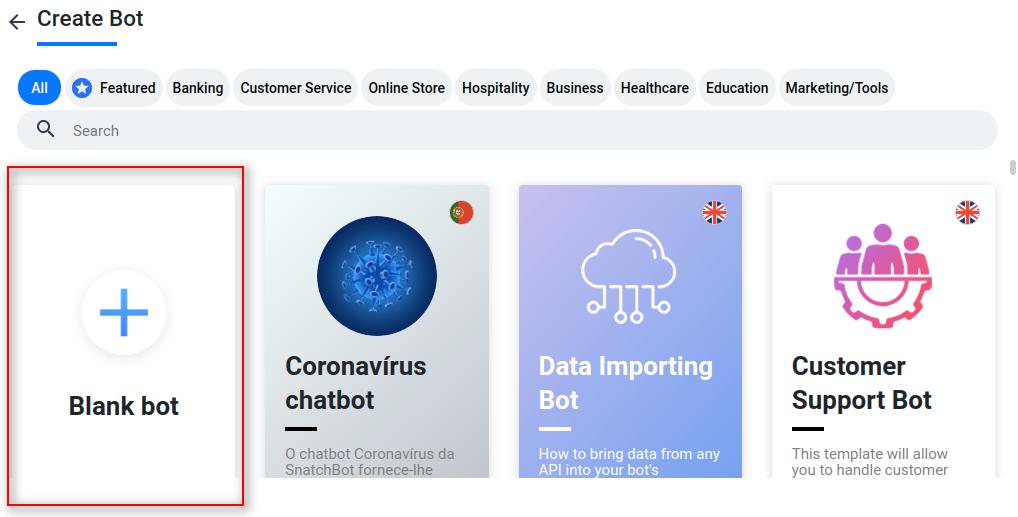 Create Bot
All Featured Banking Customer Service Online Store Hospitality Business Healthcare Education Marketing/Tools
Search
Blank bot
Coronavírus
chatbot
O chatbot Coronavírus da
SnatchBot fornece-lhe
Data Importing
Bot
How to bring data from any
API into your bot's
Customer
Support Bot
This template will allow
you to handle customer